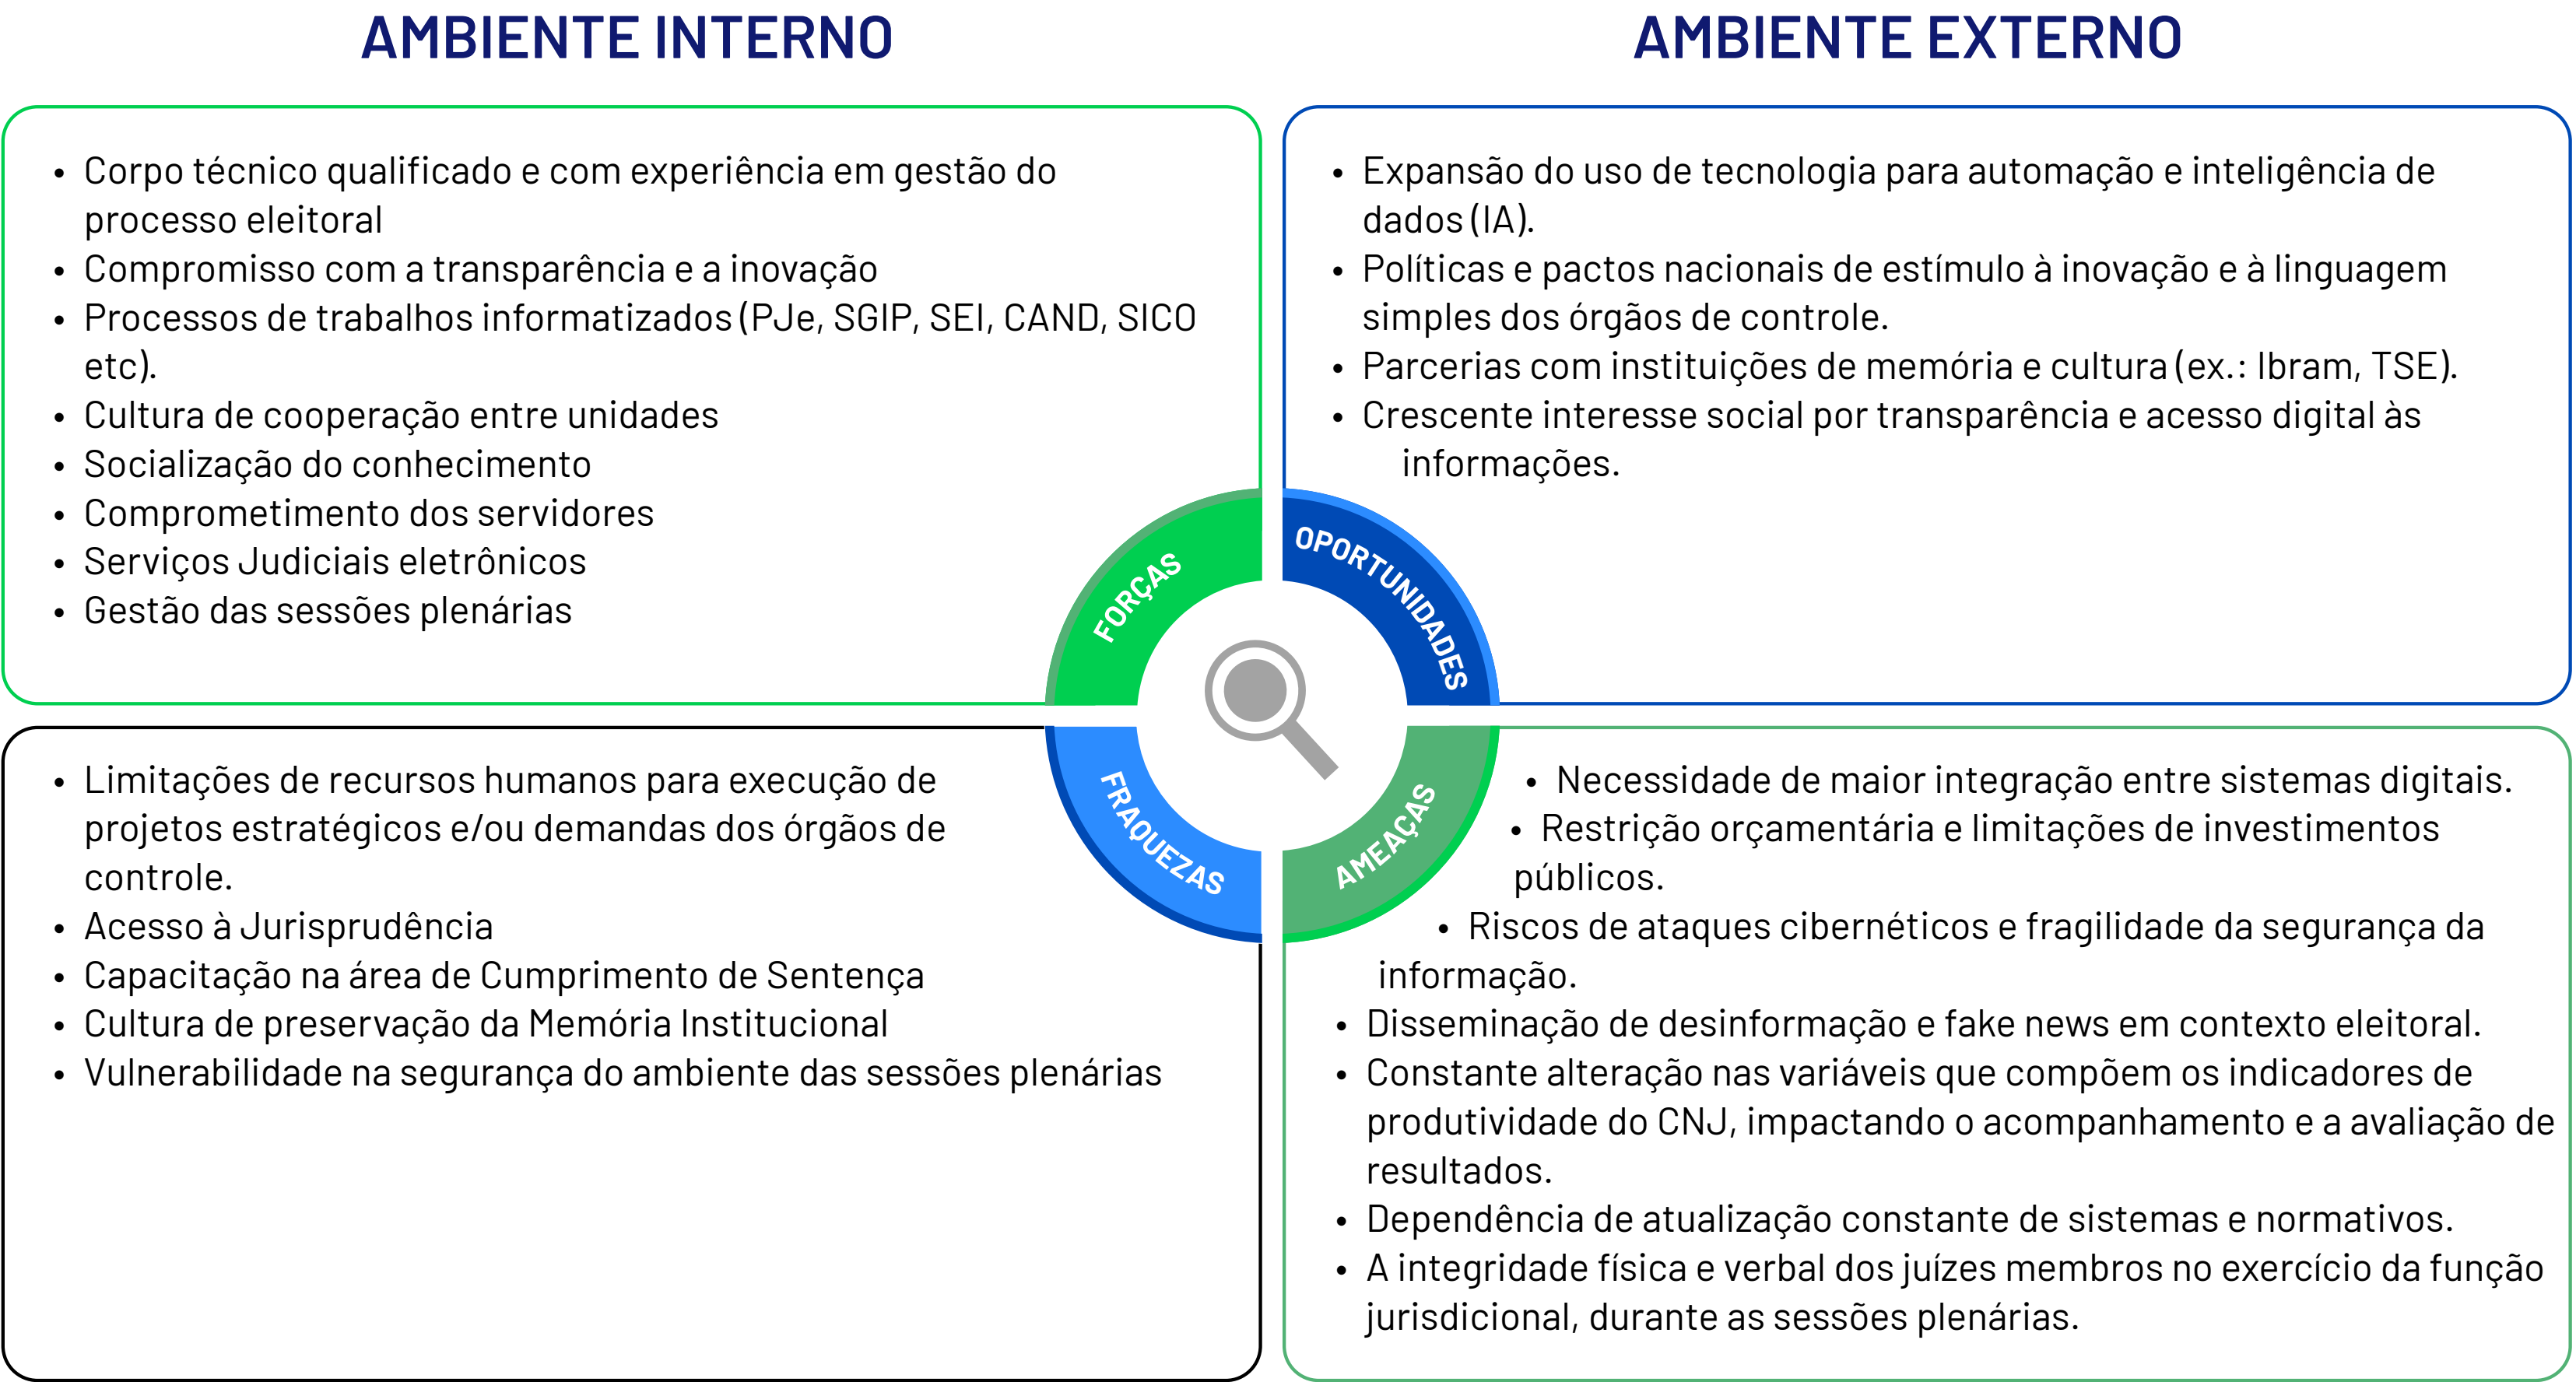 AMBIENTE INTERNO
AMBIENTE EXTERNO
• Corpo técnico qualificado e com experiência em gestão do
processo eleitoral
• Compromisso com a transparência e a inovação
• Processos de trabalhos informatizados (PJe, SGIP, SEI, CAND, SICO
etc).
• Cultura de cooperação entre unidades
• Socialização do conhecimento
• Comprometimento dos servidores
• Serviços Judiciais eletrônicos
• Gestão das sessões plenárias
FORÇAS
• Expansão do uso de tecnologia para automação e inteligência de
dados (IA).
• Políticas e pactos nacionais de estímulo à inovação e à linguagem
simples dos órgãos de controle.
• Parcerias com instituições de memória e cultura (ex.: Ibram, TSE).
• Crescente interesse social por transparência e acesso digital às
informações.
OPORTUNIDADES
• Limitações de recursos humanos para execução de
projetos estratégicos e/ou demandas dos órgãos de
controle.
• Acesso à Jurisprudência
• Capacitação na área de Cumprimento de Sentença
• Cultura de preservação da Memória Institucional
• Vulnerabilidade na segurança do ambiente das sessões plenárias
FRAQUEZAS
• Necessidade de maior integração entre sistemas digitais.
• Restrição orçamentária e limitações de investimentos
públicos.
• Riscos de ataques cibernéticos e fragilidade da segurança da
informação.
• Disseminação de desinformação e fake news em contexto eleitoral.
• Constante alteração nas variáveis que compõem os indicadores de
produtividade do CNJ, impactando o acompanhamento e a avaliação de
resultados.
• Dependência de atualização constante de sistemas e normativos.
• A integridade física e verbal dos juízes membros no exercício da função
jurisdicional, durante as sessões plenárias.
AMEAÇAS